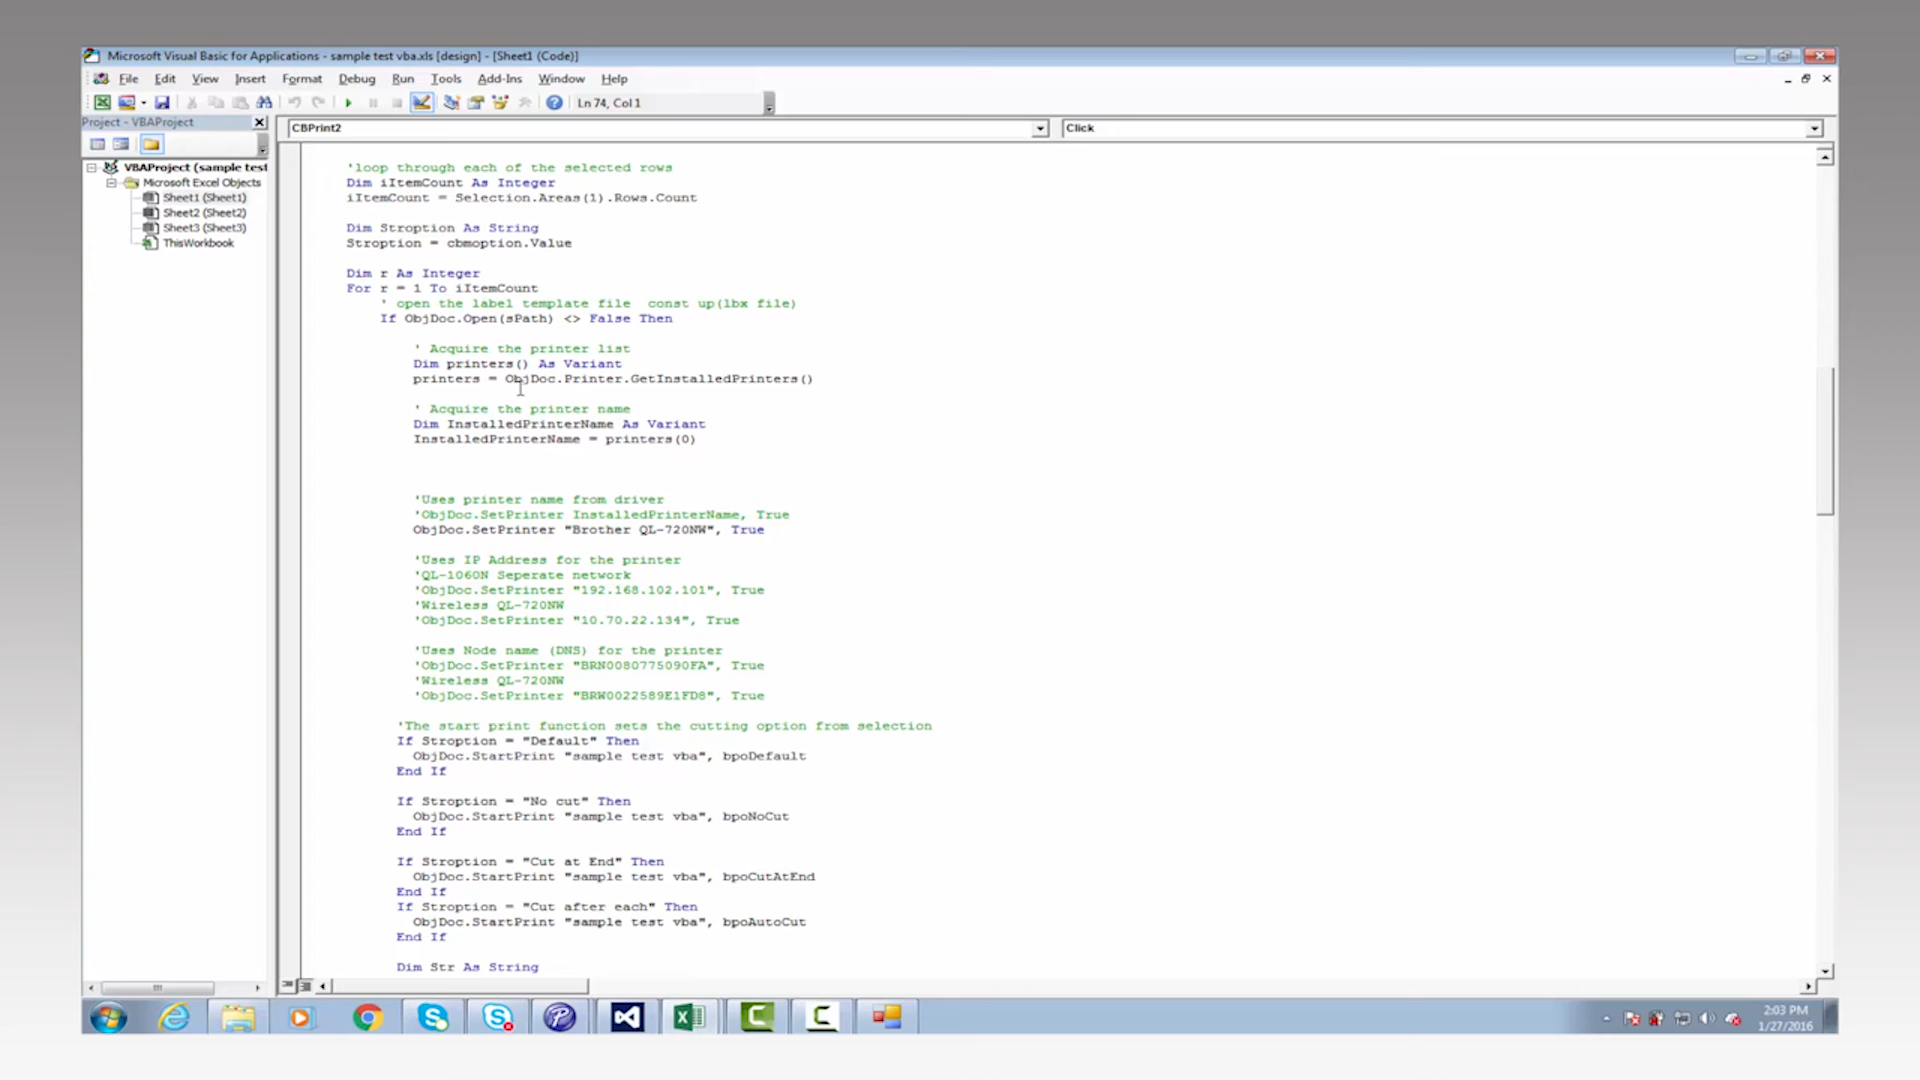 Microsoft Visual Basic for Applications - sample test vba.xls [design] - [Sheet1 (Code)]
File Edit View Insert Format Debug Run Tools Add-Ins Window Help
Ln 74, Col 1
Project - VBAProject
CBPrint2
Click
VBAProject (sample test
Microsoft Excel Objects
Sheet1 (Sheet1)
Sheet2 (Sheet2)
Sheet3 (Sheet3)
ThisWorkbook
'loop through each of the selected rows
Dim iItemCount As Integer
iItemCount = Selection.Areas(1).Rows.Count
Dim Stroption As String
Stroption = cbmoption.Value
Dim r As Integer
For r = 1 To iItemCount
' open the label template file  const up(lbx file)
If ObjDoc.Open(sPath) <> False Then
' Acquire the printer list
Dim printers() As Variant
printers = ObjDoc.Printer.GetInstalledPrinters()
' Acquire the printer name
Dim InstalledPrinterName As Variant
InstalledPrinterName = printers(0)
'Uses printer name from driver
'ObjDoc.SetPrinter InstalledPrinterName, True
ObjDoc.SetPrinter "Brother QL-720NW", True
'Uses IP Address for the printer
'QL-1060N Seperate network
'ObjDoc.SetPrinter "192.168.102.101", True
'Wireless QL-720NW
'ObjDoc.SetPrinter "10.70.22.134", True
'Uses Node name (DNS) for the printer
'ObjDoc.SetPrinter "BRN0080775090FA", True
'Wireless QL-720NW
'ObjDoc.SetPrinter "BRW0022589E1FD8", True
'The start print function sets the cutting option from selection
If Stroption = "Default" Then
ObjDoc.StartPrint "sample test vba", bpoDefault
End If
If Stroption = "No cut" Then
ObjDoc.StartPrint "sample test vba", bpoNoCut
End If
If Stroption = "Cut at End" Then
ObjDoc.StartPrint "sample test vba", bpoCutAtEnd
End If
If Stroption = "Cut after each" Then
ObjDoc.StartPrint "sample test vba", bpoAutoCut
End If
Dim Str As String
2:03 PM
1/27/2016